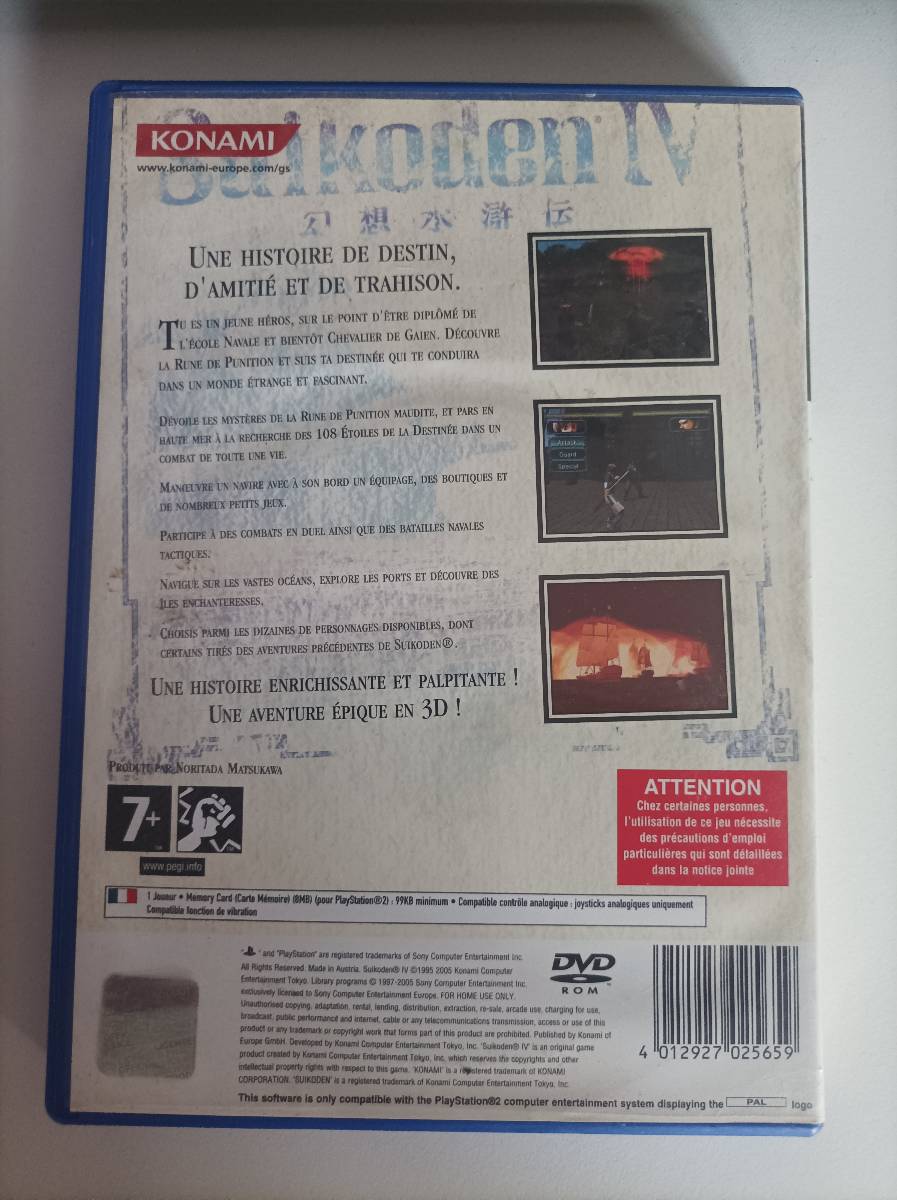 Suikoden IV
KONAMI
www.konami-europe.com/gs
幻想水滸伝
UNE HISTOIRE DE DESTIN,
D'AMITIÉ ET DE TRAHISON.
TU ES UN JEUNE HÉROS, SUR LE POINT D'ÊTRE DIPLÔMÉ DE
L'ÉCOLE NAVALE ET BIENTÔT CHEVALIER DE GAIEN. DÉCOUVRE
LA RUNE DE PUNITION ET SUIS TA DESTINÉE QUI TE CONDUIRA
DANS UN MONDE ÉTRANGE ET FASCINANT.
DÉVOILE LES MYSTÈRES DE LA RUNE DE PUNITION MAUDITE, ET PARS EN
HAUTE MER À LA RECHERCHE DES 108 ÉTOILES DE LA DESTINÉE DANS UN
COMBAT DE TOUTE UNE VIE.
MANŒUVRE UN NAVIRE AVEC À SON BORD UN ÉQUIPAGE, DES BOUTIQUES ET
DE NOMBREUX PETITS JEUX.
PARTICIPE À DES COMBATS EN DUEL AINSI QUE DES BATAILLES NAVALES
TACTIQUES.
NAVIGUE SUR LES VASTES OCÉANS, EXPLORE LES PORTS ET DÉCOUVRE DES
ÎLES ENCHANTERESSES.
CHOISIS PARMI LES DIZAINES DE PERSONNAGES DISPONIBLES, DONT
CERTAINS TIRÉS DES AVENTURES PRÉCÉDENTES DE SUIKODEN®.
UNE HISTOIRE ENRICHISSANTE ET PALPITANTE !
UNE AVENTURE ÉPIQUE EN 3D !
Attack
Guard
Special
PRODUIT PAR NORITADA MATSUKAWA
7+
www.pegi.info
ATTENTION
Chez certaines personnes,
l'utilisation de ce jeu nécessite
des précautions d'emploi
particulières qui sont détaillées
dans la notice jointe
1 Joueur • Memory Card (Carte Mémoire) (8MB) (pour PlayStation®2) : 99KB minimum • Compatible contrôle analogique : joysticks analogiques uniquement
Compatible fonction de vibration
" " and "PlayStation" are registered trademarks of Sony Computer Entertainment Inc.
All Rights Reserved. Made in Austria. Suikoden® IV ©1995 2005 Konami Computer
Entertainment Tokyo. Library programs © 1997-2005 Sony Computer Entertainment Inc.
exclusively licensed to Sony Computer Entertainment Europe. FOR HOME USE ONLY.
Unauthorised copying, adaptation, rental, lending, distribution, extraction, re-sale, arcade use, charging for use,
broadcast, public performance and internet, cable or any telecommunications transmission, access or use of this
product or any trademark or copyright work that forms part of this product are prohibited. Published by Konami of
Europe GmbH. Developed by Konami Computer Entertainment Tokyo, Inc. "Suikoden® IV" is an original game
product created by Konami Computer Entertainment Tokyo, Inc. which reserves the copyrights and other
intellectual property rights with respect to this game. 'KONAMI' is a registered trademark of KONAMI
CORPORATION. 'SUIKODEN' is a registered trademark of Konami Computer Entertainment Tokyo, Inc.
DVD
ROM
4 012927 025659
This software is only compatible with the PlayStation®2 computer entertainment system displaying the PAL logo